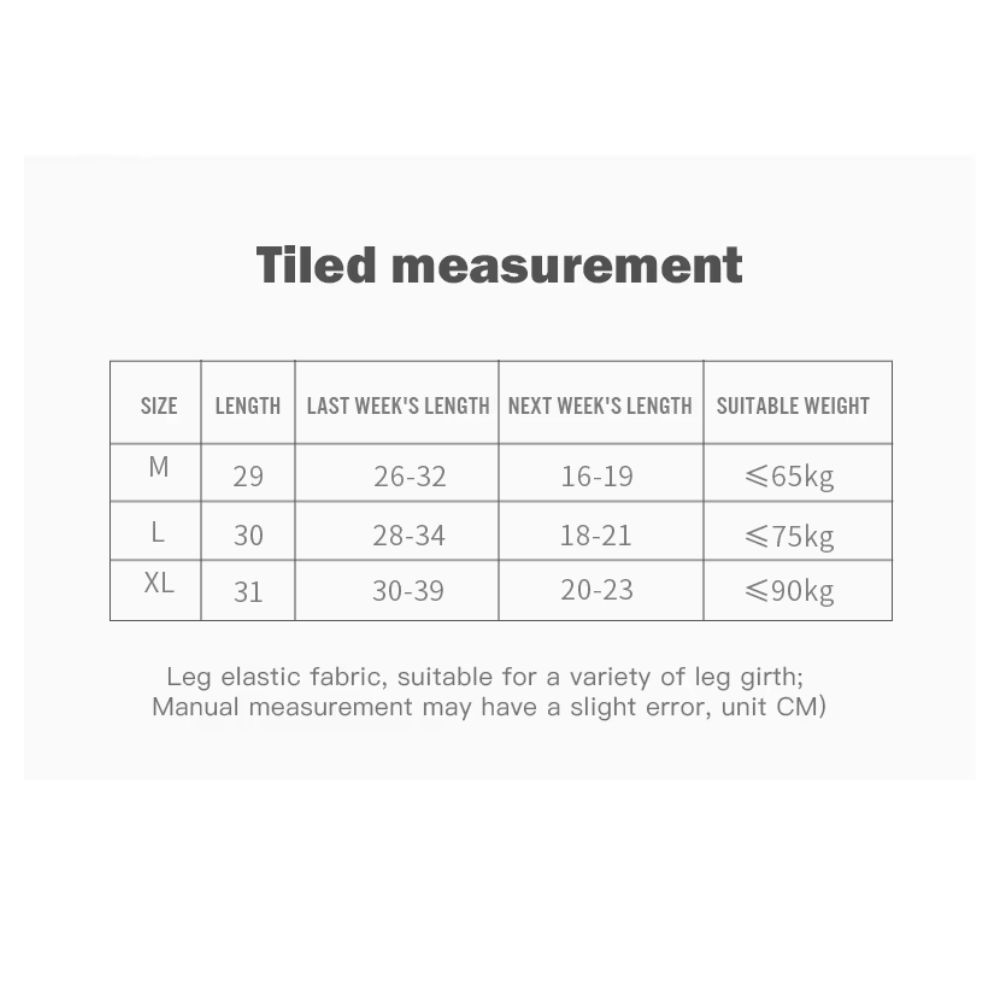 Tiled measurement
SIZE LENGTH LAST WEEK'S LENGTH NEXT WEEK'S LENGTH SUITABLE WEIGHT
M 29 26-32 16-19 ⩽65kg
L 30 28-34 18-21 ⩽75kg
XL 31 30-39 20-23 ⩽90kg
Leg elastic fabric, suitable for a variety of leg girth;
Manual measurement may have a slight error, unit CM)